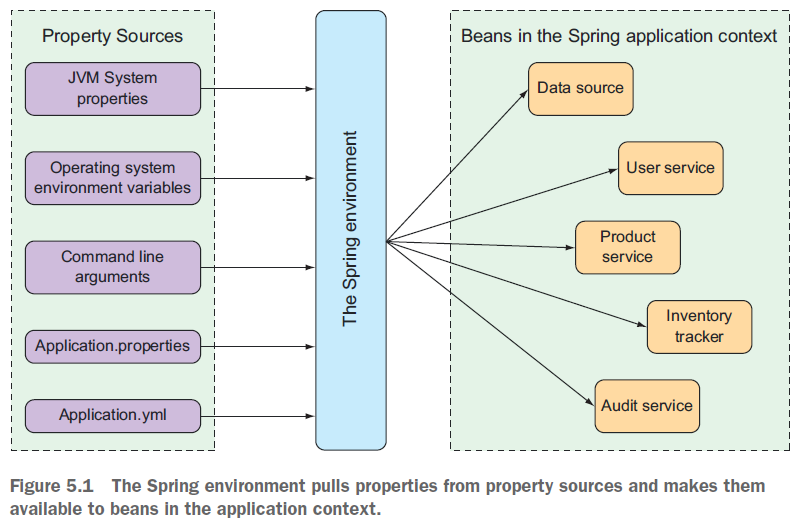 Property Sources
JVM System
properties
Operating system
environment variables
Command line
arguments
Application.properties
Application.yml
The Spring environment
Beans in the Spring application context
Data source
User service
Product
service
Inventory
tracker
Audit service
Figure 5.1 The Spring environment pulls properties from property sources and makes them
available to beans in the application context.